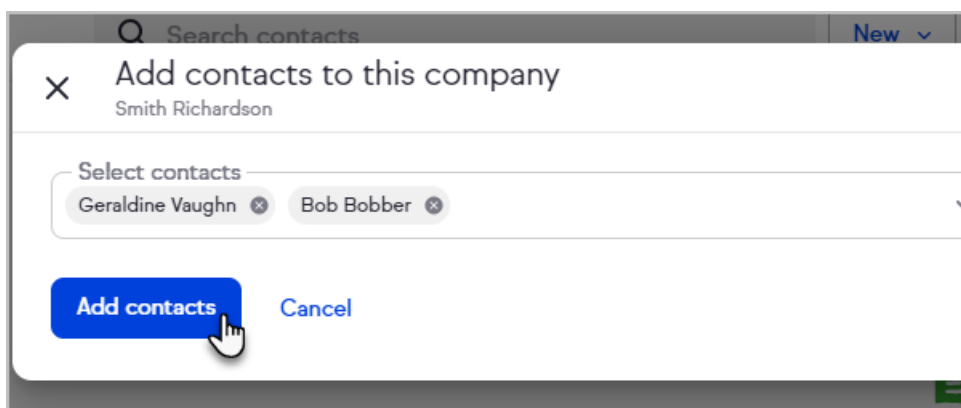 Search contacts
New
Add contacts to this company
Smith Richardson
Select contacts
Geraldine Vaughn Bob Bobber
Add contacts Cancel